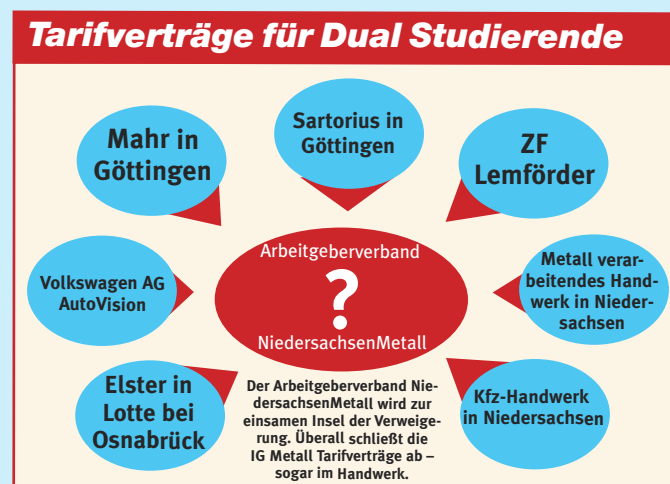 Tarifverträge für Dual Studierende
Mahr in
Göttingen
Sartorius in
Göttingen
ZF
Lemförder
Volkswagen AG
AutoVision
Arbeitgeberverband
?
NiedersachsenMetall
Metall verar-
beitendes Hand-
werk in Nieder-
sachsen
Elster in
Lotte bei
Osnabrück
Der Arbeitgeberverband Nie-
dersachsenMetall wird zur
einsamen Insel der Verweige-
rung. Überall schließt die
IG Metall Tarifverträge ab –
sogar im Handwerk.
Kfz-Handwerk
in Niedersachsen